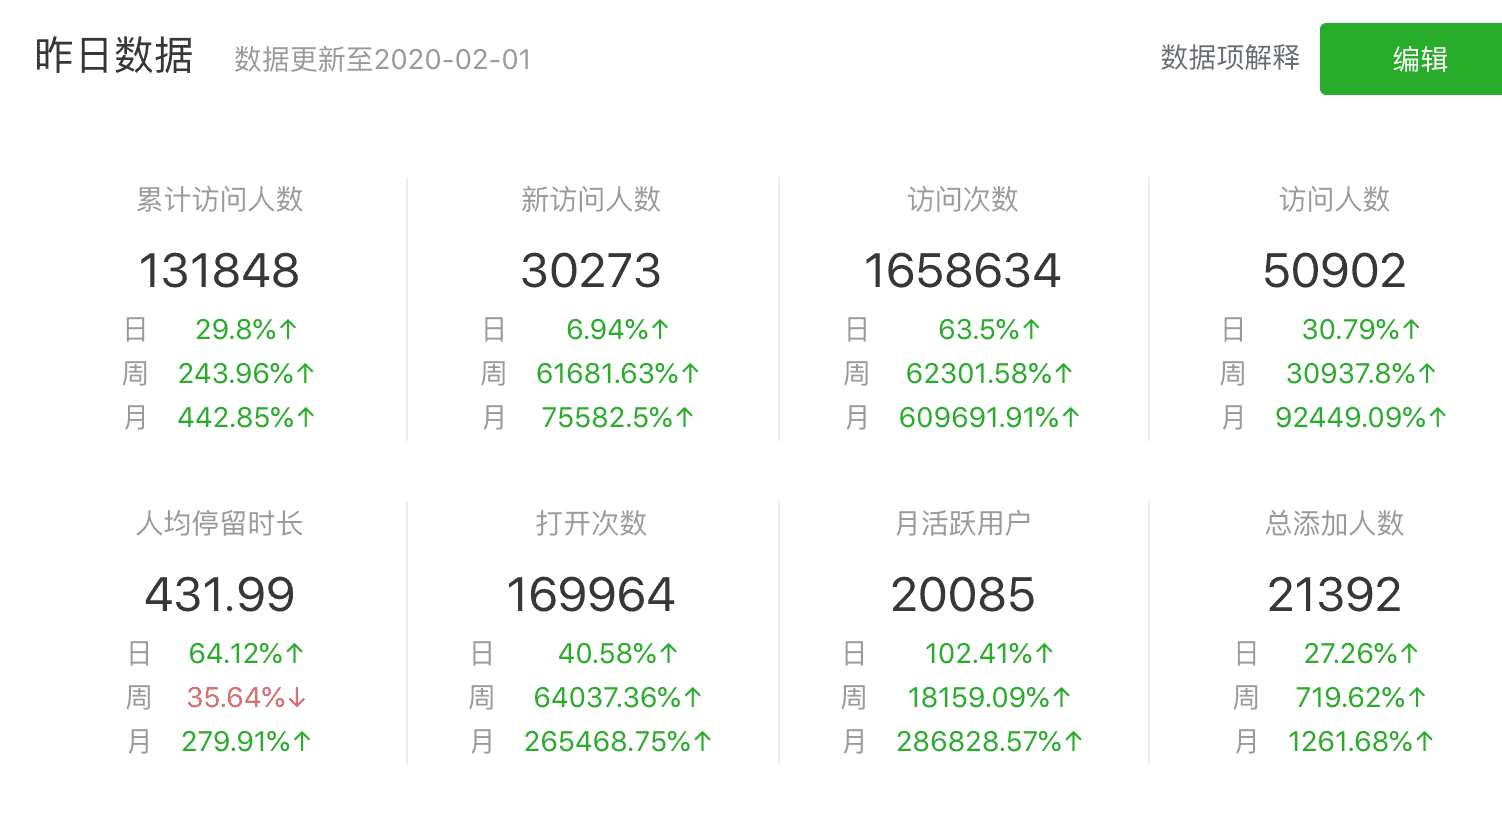 昨日数据 数据更新至2020-02-01 数据项解释 编辑
累计访问人数 新访问人数 访问次数 访问人数
131848 30273 1658634 50902
日 29.8%↑ 日 6.94%↑ 日 63.5%↑ 日 30.79%↑
周 243.96%↑ 周 61681.63%↑ 周 62301.58%↑ 周 30937.8%↑
月 442.85%↑ 月 75582.5%↑ 月 609691.91%↑ 月 92449.09%↑
人均停留时长 打开次数 月活跃用户 总添加人数
431.99 169964 20085 21392
日 64.12%↑ 日 40.58%↑ 日 102.41%↑ 日 27.26%↑
周 35.64%↓ 周 64037.36%↑ 周 18159.09%↑ 周 719.62%↑
月 279.91%↑ 月 265468.75%↑ 月 286828.57%↑ 月 1261.68%↑